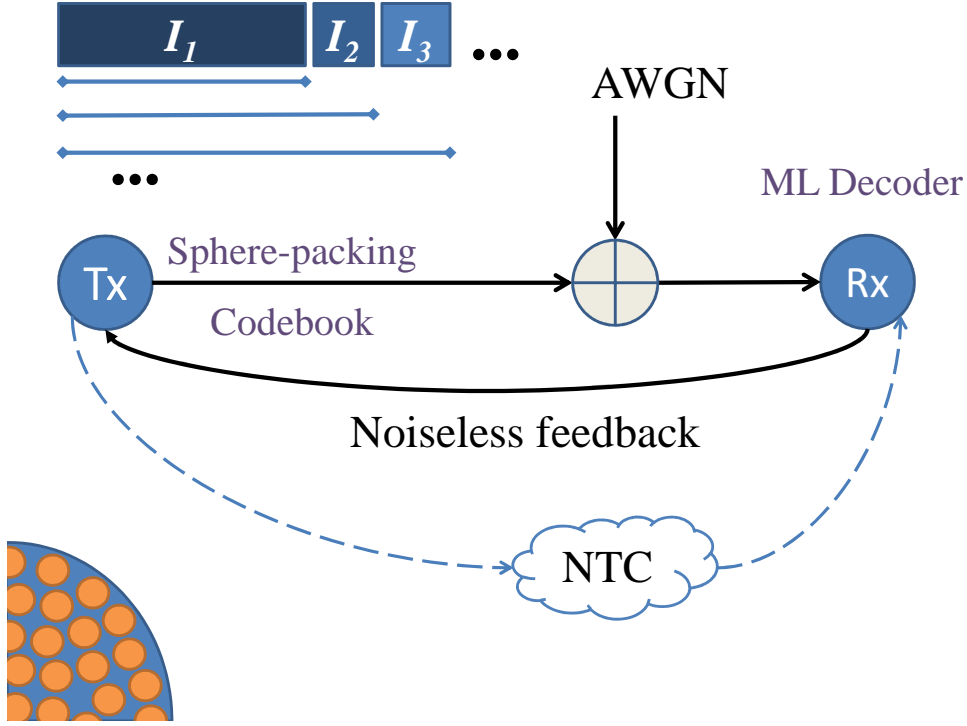 I1 I2 I3 •••
•••
AWGN
ML Decoder
Sphere-packing
Tx
Rx
Codebook
Noiseless feedback
NTC